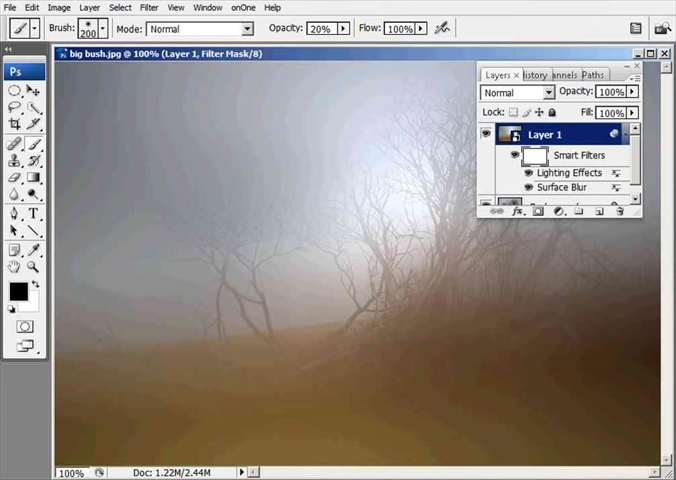 File Edit Image Layer Select Filter View Window onOne Help
Brush: 200 Mode: Normal Opacity: 20% Flow: 100%
Ps
big bush.jpg @ 100% (Layer 1, Filter Mask/8)
Layers × History annels Paths
Normal Opacity: 100%
Lock: Fill: 100%
Layer 1
Smart Filters
Lighting Effects
Surface Blur
T
100% Doc: 1.22M/2.44M